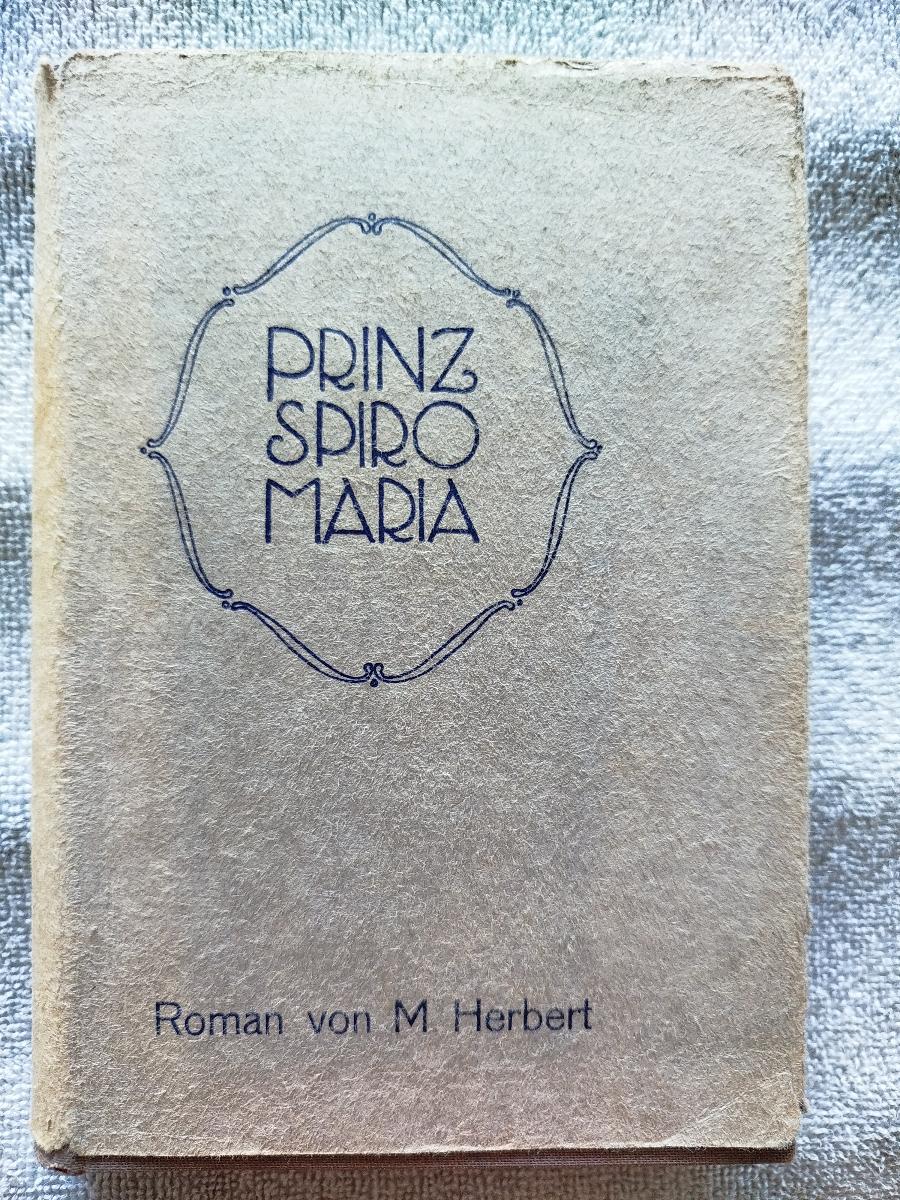 PRINZ
SPIRO
MARIA
Roman von M. Herbert